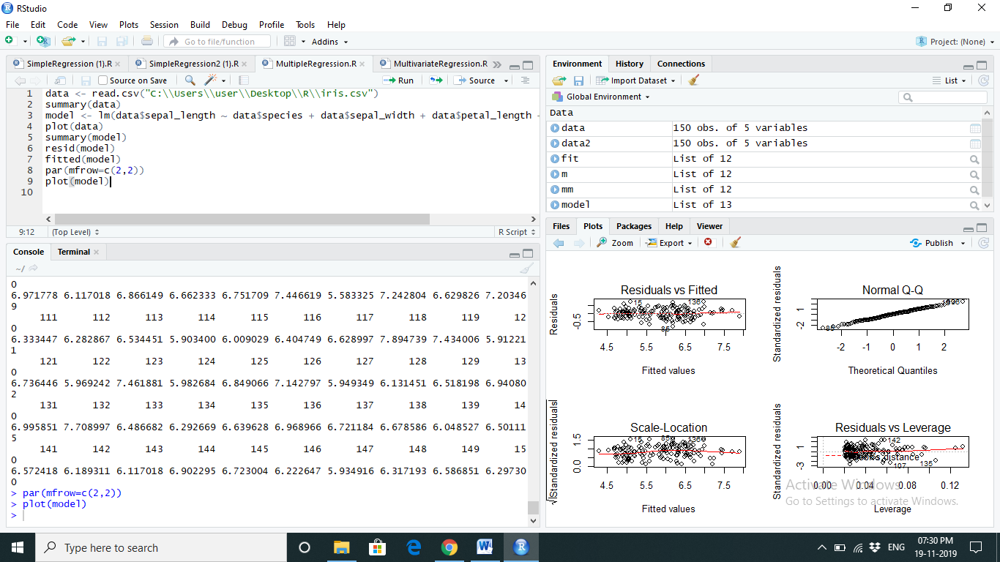 RStudio
File Edit Code View Plots Session Build Debug Profile Tools Help
Go to file/function Addins Project: (None)
SimpleRegression (1).R SimpleRegression2 (1).R MultipleRegression.R MultivariateRegression.R
Source on Save Run Source
1 data <- read.csv("C:\\Users\\user\\Desktop\\R\\iris.csv")
2 summary(data)
3 model <- lm(data$sepal_length ~ data$species + data$sepal_width + data$petal_length
4 plot(data)
5 summary(model)
6 resid(model)
7 fitted(model)
8 par(mfrow=c(2,2))
9 plot(model)
10
9:12 (Top Level) R Script
Console Terminal
~/
0
6.971778 6.117018 6.866149 6.662333 6.751709 7.446619 5.583325 7.242804 6.629826 7.20346
9
111 112 113 114 115 116 117 118 119 12
0
6.333447 6.282867 6.534451 5.903400 6.009029 6.404749 6.628997 7.894739 7.434006 5.91221
1
121 122 123 124 125 126 127 128 129 13
0
6.736446 5.969242 7.461881 5.982684 6.849066 7.142797 5.949349 6.131451 6.518198 6.94080
2
131 132 133 134 135 136 137 138 139 14
0
6.995851 7.708997 6.486682 6.292669 6.639628 6.968966 6.721184 6.678586 6.048527 6.50111
5
141 142 143 144 145 146 147 148 149 15
0
6.572418 6.189311 6.117018 6.902295 6.723004 6.222647 5.934916 6.317193 6.586851 6.29730
0
> par(mfrow=c(2,2))
> plot(model)
>
Environment History Connections
Import Dataset List
Global Environment
Data
data 150 obs. of 5 variables
data2 150 obs. of 5 variables
fit List of 12
m List of 12
mm List of 12
model List of 13
Files Plots Packages Help Viewer
Zoom Export Publish
Residuals vs Fitted
Residuals
-0.5
15 136
85
4.5 5.5 6.5 7.5
Fitted values
Normal Q-Q
Standardized residuals
-2 1
85
-2 -1 0 1 2
Theoretical Quantiles
Scale-Location
√|Standardized residuals|
0.0 1.5
15 85 136
4.5 5.5 6.5 7.5
Fitted values
Residuals vs Leverage
Standardized residuals
-3 1
142
Cook's distance
107 135
0.00 0.04 0.08 0.12
Leverage
Activate Windows
Go to Settings to activate Windows.
Type here to search
ENG
07:30 PM
19-11-2019